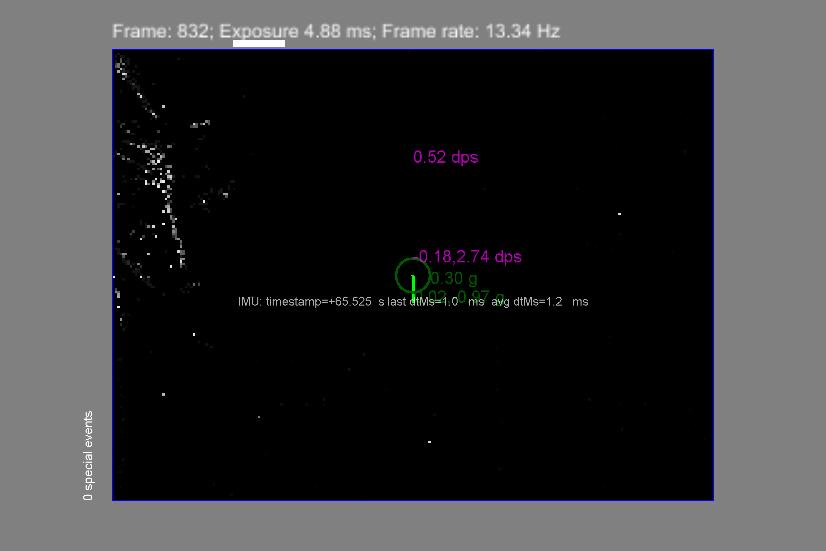 Frame: 832; Exposure 4.88 ms; Frame rate: 13.34 Hz
0.52 dps
-0.18,2.74 dps
0.30 g
0.97 g
IMU: timestamp=+65.525 s last dtMs=1.0 ms avg dtMs=1.2 ms
0 special events